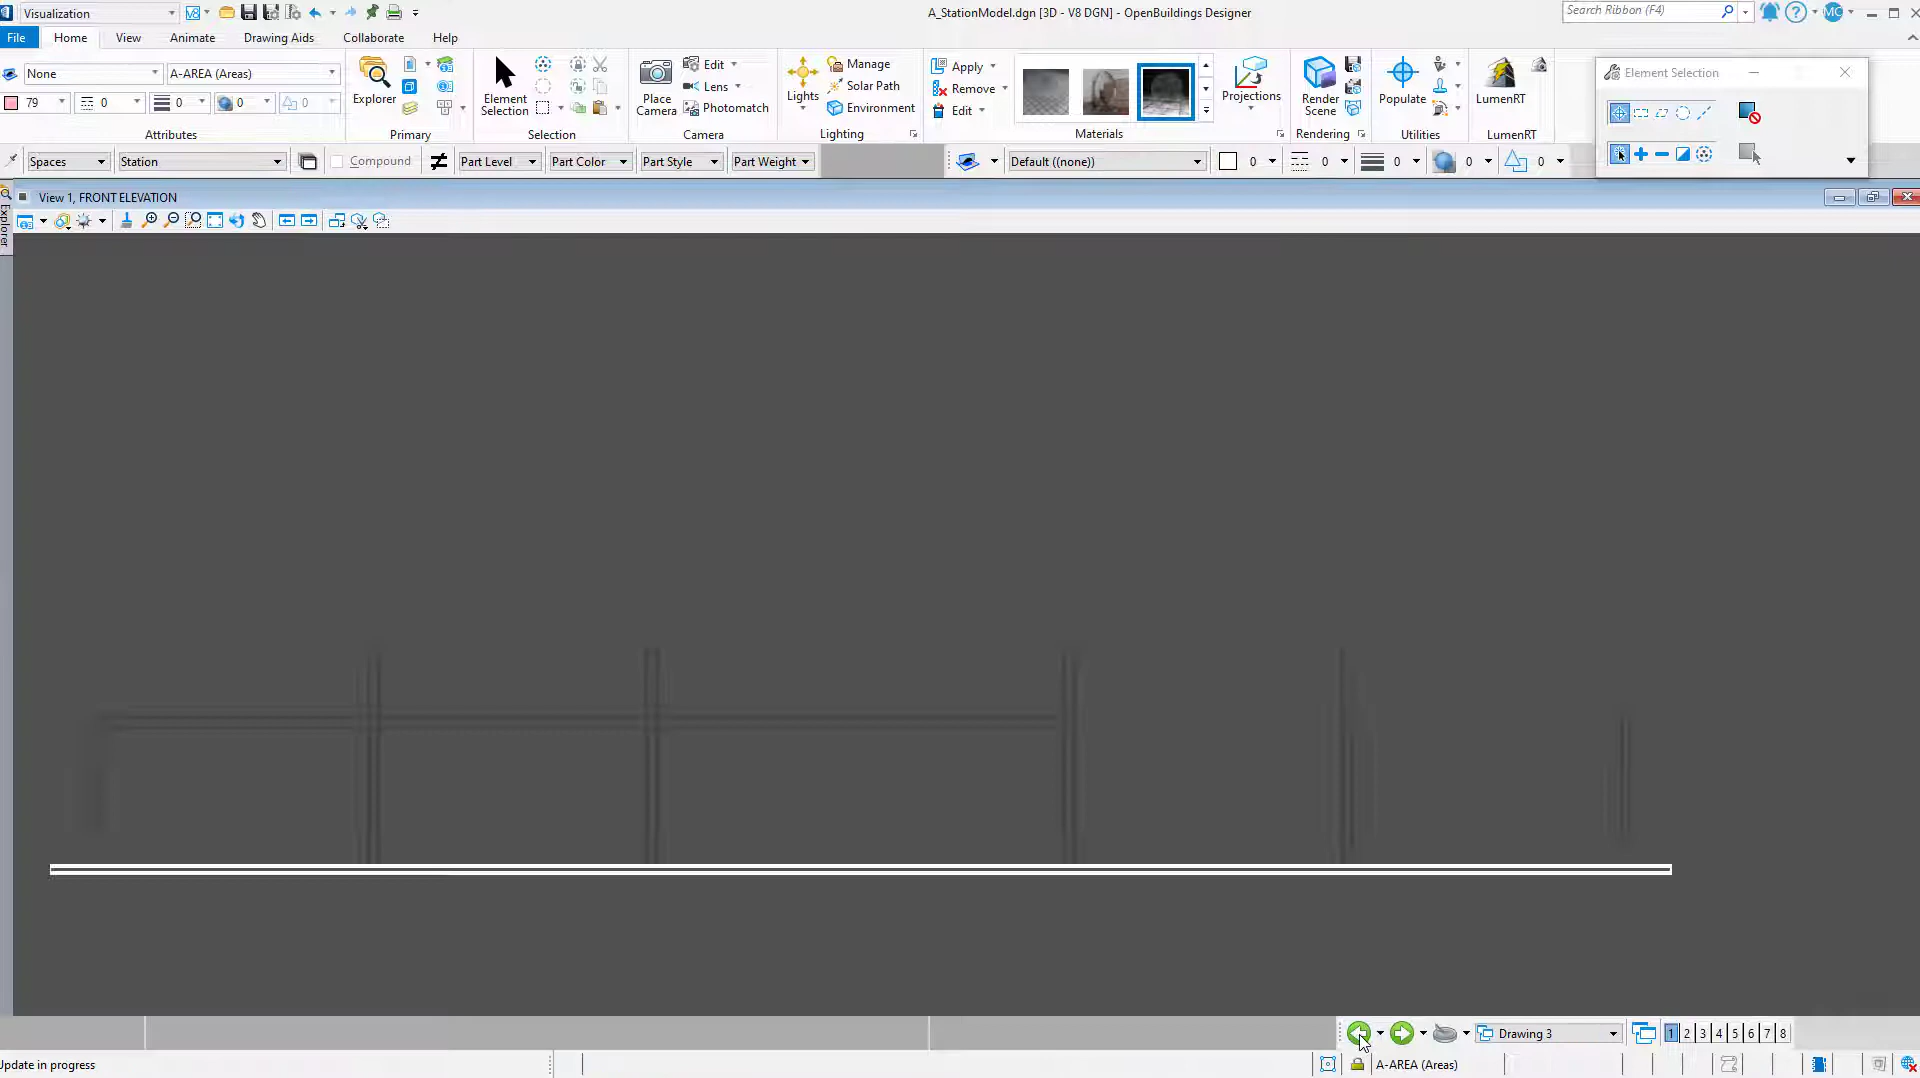 Visualization
A_StationModel.dgn [3D - V8 DGN] - OpenBuildings Designer
Search Ribbon (F4)
MC
File Home View Animate Drawing Aids Collaborate Help
None A-AREA (Areas)
79 0 0 0 0
Attributes
Explorer
Primary
Element Selection
Selection
Place Camera
Edit
Lens
Photomatch
Camera
Lights
Manage
Solar Path
Environment
Lighting
Apply
Remove
Edit
Materials
Projections
Render Scene
Rendering
Populate
Utilities
LumenRT
LumenRT
Element Selection
Spaces Station Compound Part Level Part Color Part Style Part Weight Default ((none)) 0 0 0 0 0
Explorer
View 1, FRONT ELEVATION
Drawing 3 1 2 3 4 5 6 7 8
Update in progress
A-AREA (Areas)